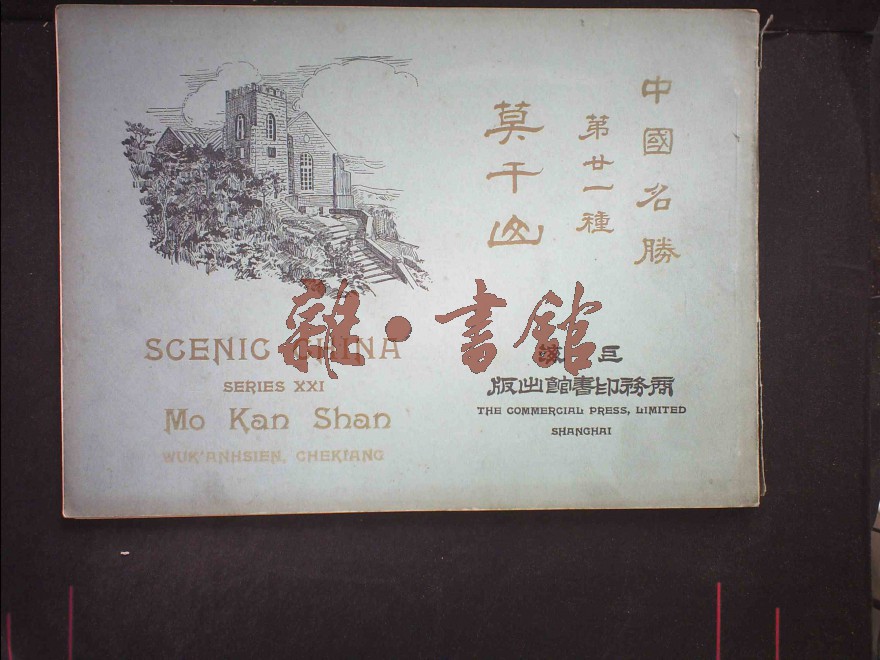 中國名勝
第廿一種
莫干山
SCENIC CHINA
SERIES XXI
Mo Kan Shan
WUK'ANHSIEN, CHEKIANG
版出館書印務商
THE COMMERCIAL PRESS, LIMITED
SHANGHAI
雜·書館